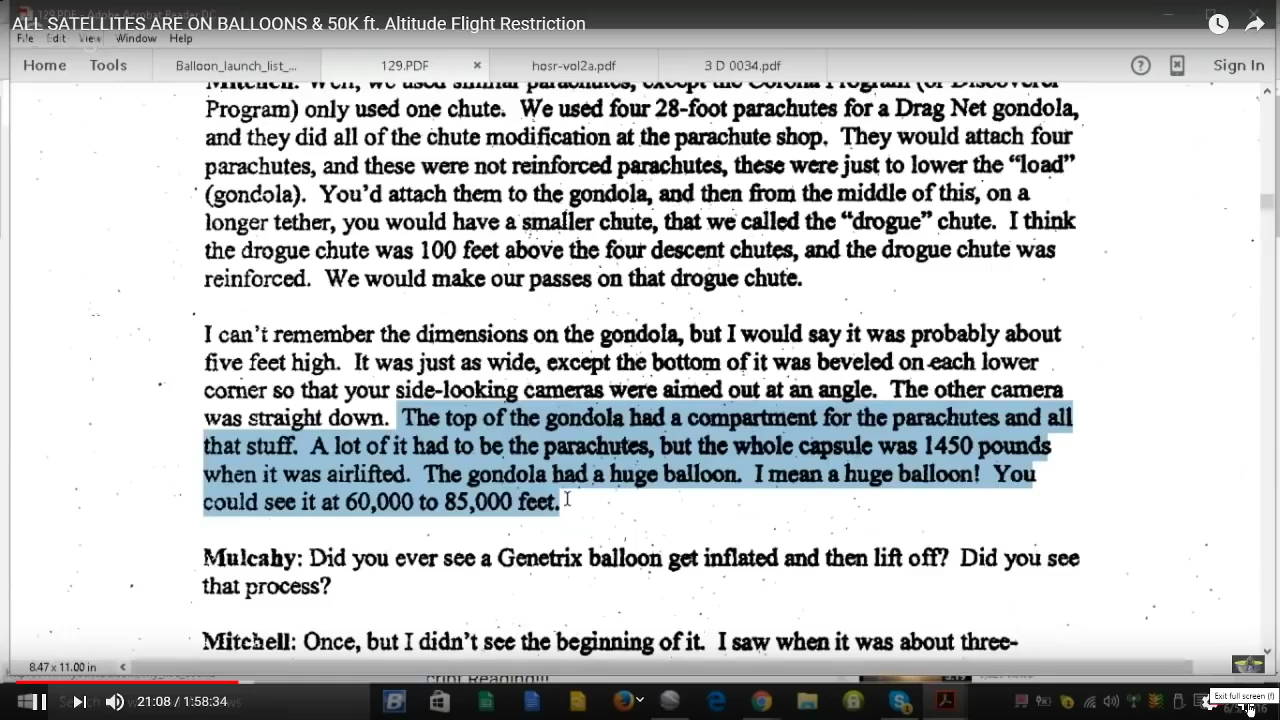 ALL SATELLITES ARE ON BALLOONS & 50K ft. Altitude Flight Restriction
File Edit View Window Help
Home Tools Balloon_launch_list_... 129.PDF × hosr-vol2a.pdf 3 D 0034.pdf ? Sign In
Mitchell: Well, we used similar parachutes, except the Corona Program (or Discoverer
Program) only used one chute. We used four 28-foot parachutes for a Drag Net gondola,
and they did all of the chute modification at the parachute shop. They would attach four
parachutes, and these were not reinforced parachutes, these were just to lower the “load”
(gondola). You’d attach them to the gondola, and then from the middle of this, on a
longer tether, you would have a smaller chute, that we called the “drogue” chute. I think
the drogue chute was 100 feet above the four descent chutes, and the drogue chute was
reinforced. We would make our passes on that drogue chute.
I can’t remember the dimensions on the gondola, but I would say it was probably about
five feet high. It was just as wide, except the bottom of it was beveled on each lower
corner so that your side-looking cameras were aimed out at an angle. The other camera
was straight down. The top of the gondola had a compartment for the parachutes and all
that stuff. A lot of it had to be the parachutes, but the whole capsule was 1450 pounds
when it was airlifted. The gondola had a huge balloon. I mean a huge balloon! You
could see it at 60,000 to 85,000 feet.
Mulcahy: Did you ever see a Genetrix balloon get inflated and then lift off? Did you see
that process?
Mitchell: Once, but I didn’t see the beginning of it. I saw when it was about three-
8.47 x 11.00 in
21:08 / 1:58:34
Exit full screen (f)